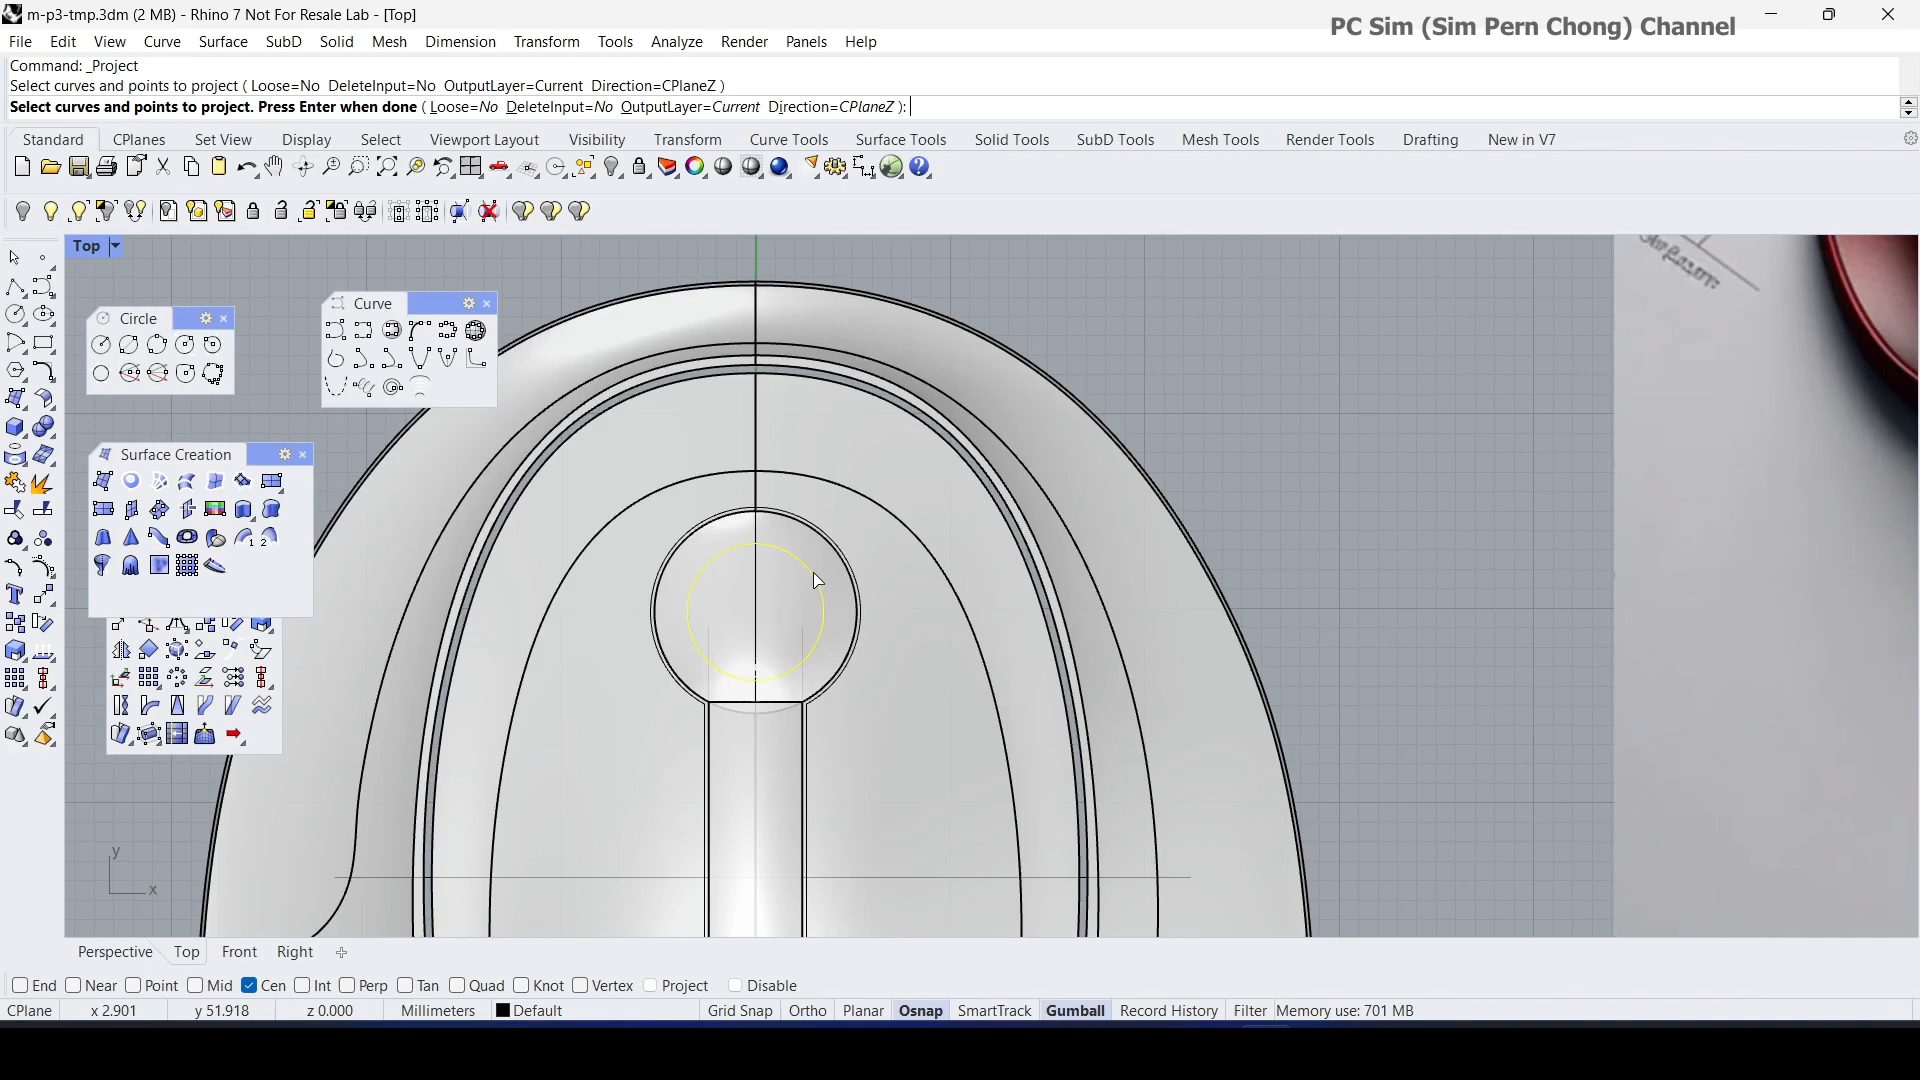 m-p3-tmp.3dm (2 MB) - Rhino 7 Not For Resale Lab - [Top]
PC Sim (Sim Pern Chong) Channel
File Edit View Curve Surface SubD Solid Mesh Dimension Transform Tools Analyze Render Panels Help
Command: _Project
Select curves and points to project ( Loose=No DeleteInput=No OutputLayer=Current Direction=CPlaneZ )
Select curves and points to project. Press Enter when done ( Loose=No DeleteInput=No OutputLayer=Current Direction=CPlaneZ ):
Standard CPlanes Set View Display Select Viewport Layout Visibility Transform Curve Tools Surface Tools Solid Tools SubD Tools Mesh Tools Render Tools Drafting New in V7
Top
Curve
Circle
Surface Creation
1 2
y
x
Perspective Top Front Right
End Near Point Mid Cen Int Perp Tan Quad Knot Vertex Project Disable
CPlane x 2.901 y 51.918 z 0.000 Millimeters Default Grid Snap Ortho Planar Osnap SmartTrack Gumball Record History Filter Memory use: 701 MB